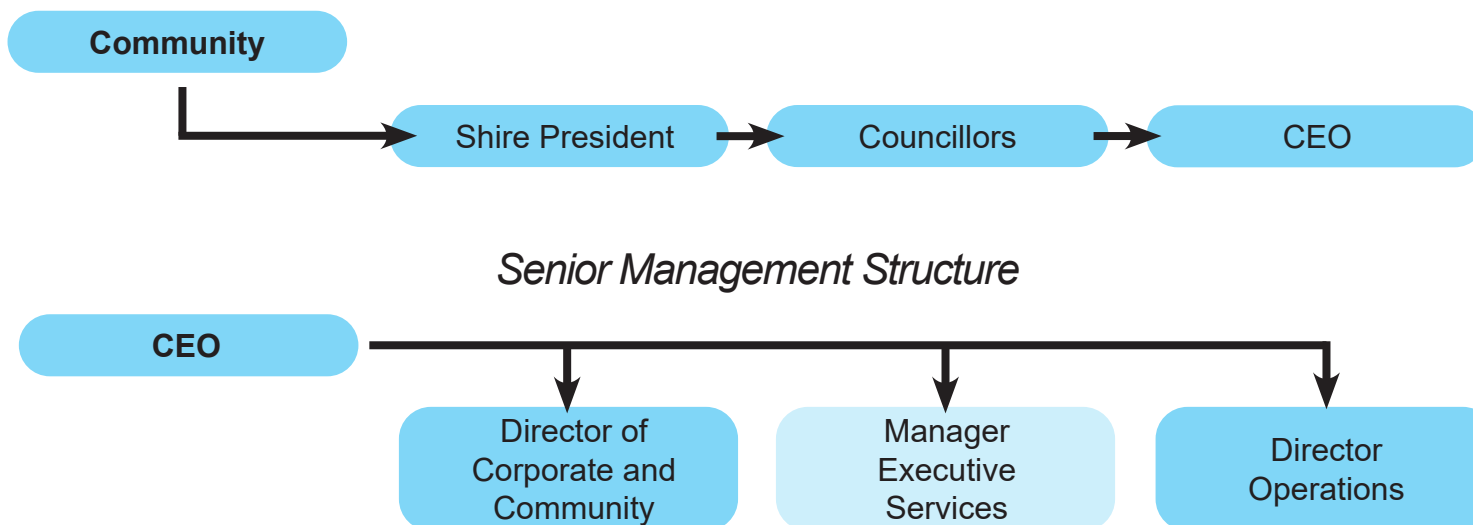 Community
Shire President
Councillors
CEO
Senior Management Structure
CEO
Director of
Corporate and
Community
Manager
Executive
Services
Director
Operations